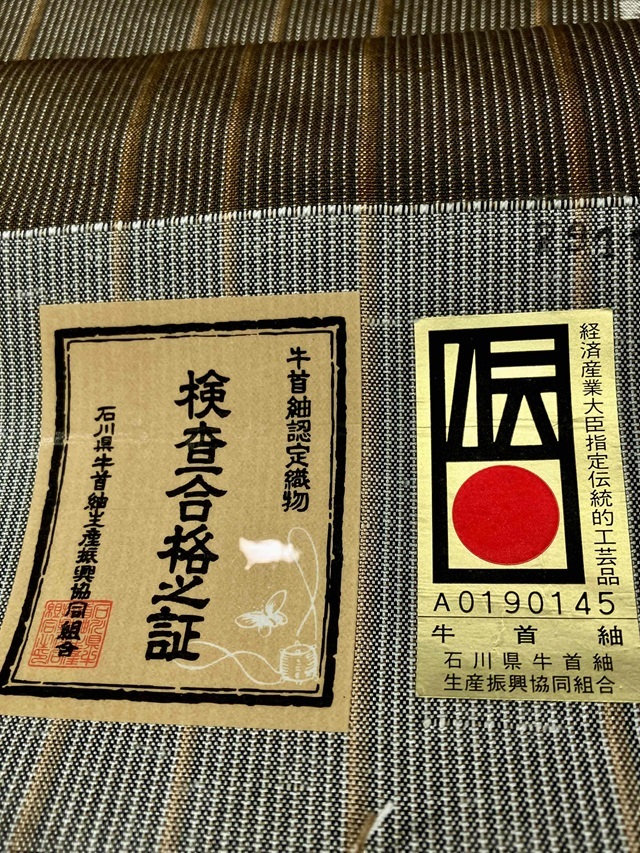 牛首紬認定織物
検査合格之証
石川県牛首紬生産振興協同組合
伝
経済産業大臣指定伝統的工芸品
A0190145
牛首紬
石川県牛首紬
生産振興協同組合